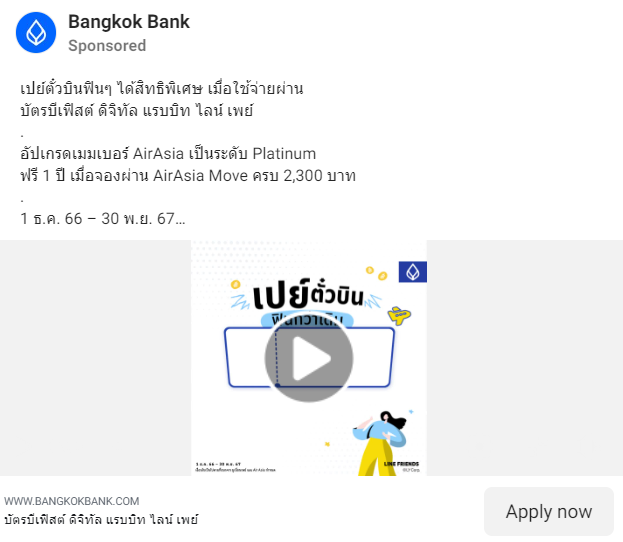 Bangkok Bank
Sponsored
เปย์ตั๋วบินฟินๆ ได้สิทธิพิเศษ เมื่อใช้จ่ายผ่าน
บัตรบีเฟิสต์ ดิจิทัล แรบบิท ไลน์ เพย์
.
อัปเกรดเมมเบอร์ AirAsia เป็นระดับ Platinum
ฟรี 1 ปี เมื่อจองผ่าน AirAsia Move ครบ 2,300 บาท
.
1 ธ.ค. 66 – 30 พ.ย. 67...
เปย์ตั๋วบิน
ฟินกว่าเดิม
1 ธ.ค. 66 – 30 พ.ย. 67
LINE FRIENDS
WWW.BANGKOKBANK.COM
บัตรบีเฟิสต์ ดิจิทัล แรบบิท ไลน์ เพย์
Apply now